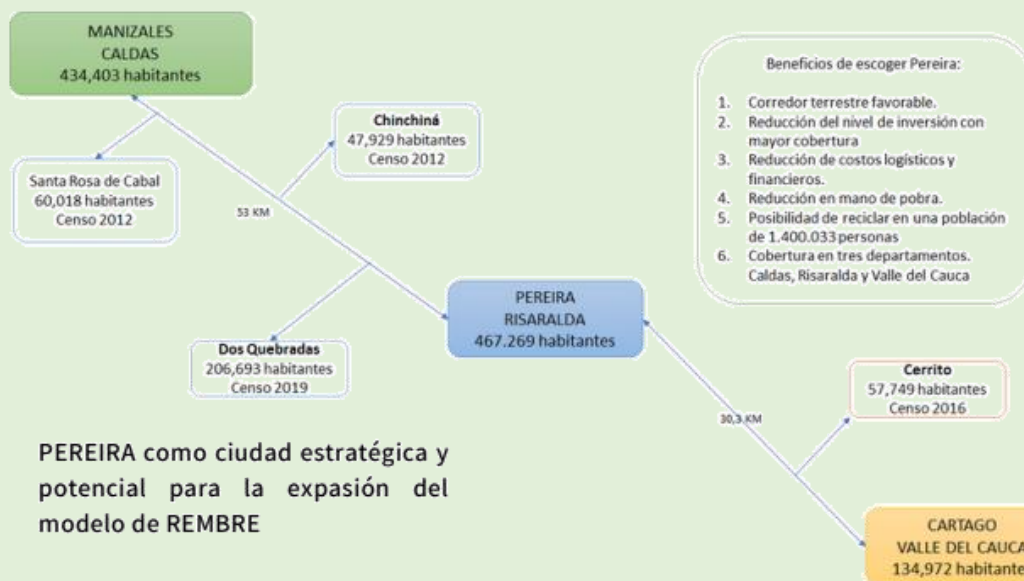 MANIZALES
CALDAS
434,403 habitantes
Chinchiná
47,929 habitantes
Censo 2012
Santa Rosa de Cabal
60,018 habitantes
Censo 2012
53 KM
Beneficios de escoger Pereira:
1. Corredor terrestre favorable.
2. Reducción del nivel de inversión con
mayor cobertura
3. Reducción de costos logísticos y
financieros.
4. Reducción en mano de pobra.
5. Posibilidad de reciclar en una población
de 1.400.033 personas
6. Cobertura en tres departamentos.
Caldas, Risaralda y Valle del Cauca
PEREIRA
RISARALDA
467.269 habitantes
Dos Quebradas
206,693 habitantes
Censo 2019
30,3 KM
Cerrito
57,749 habitantes
Censo 2016
PEREIRA como ciudad estratégica y
potencial para la expasión del
modelo de REMBRE
CARTAGO
VALLE DEL CAUCA
134,972 habitante